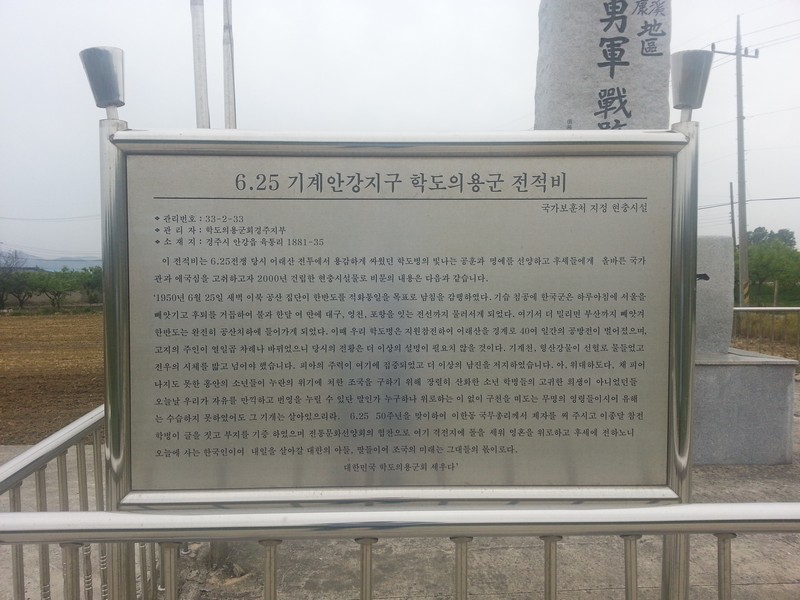 勇軍戰
地區
6.25 기계안강지구 학도의용군 전적비
국가보훈처 지정 현충시설
❖ 관리번호 : 33-2-33
❖ 관 리 자 : 학도의용군회경주지부
❖ 소 재 지 : 경주시 안강읍 육통리 1881-35
이 전적비는 6.25전쟁 당시 어래산 전투에서 용감하게 싸웠던 학도병의 빛나는 공훈과 명예를 선양하고 후세들에게 올바른 국가
관과 애국심을 고취하고자 2000년 건립한 현충시설물로 비문의 내용은 다음과 같습니다.
'1950년 6월 25일 새벽 이북 공산 집단이 한반도를 적화통일을 목표로 남침을 감행하였다. 기습 침공에 한국군은 하루아침에 서울을
빼앗기고 후퇴를 거듭하여 불과 한달 여 만에 대구, 영천, 포항을 잇는 전선까지 물러서게 되었다. 여기서 더 밀리면 부산까지 빼앗겨
한반도는 완전히 공산치하에 들어가게 되었다. 이때 우리 학도병은 지원참전하여 어래산을 경계로 40여 일간의 공방전이 벌어졌으며,
고지의 주인이 열일곱 차례나 바뀌었으니 당시의 전황은 더 이상의 설명이 필요치 않을 것이다. 기계천, 형산강물이 선혈로 물들었고
전우의 시체를 밟고 넘어야 했습니다. 피아의 주력이 여기에 집중되었고 더 이상의 남진을 저지하였습니다. 아, 위대하도다, 채 피어
나지도 못한 홍안의 소년들이 누란의 위기에 처한 조국을 구하기 위해 장렬히 산화한 소년 학병들의 고귀한 희생이 아니었던들
오늘날 우리가 자유를 만끽하고 번영을 누릴 수 있단 말인가 누구하나 위로하는 이 없이 구천을 떠도는 무명의 영령들이시여 유해
는 수습하지 못하였어도 그 기개는 살아있으리라. 6.25 50주년을 맞이하여 이한동 국무총리께서 제자를 써 주시고 이종달 참전
학병이 글을 짓고 부지를 기증 하였으며 전통문화선양회의 협찬으로 여기 격전지에 돌을 세워 영혼을 위로하고 후세에 전하노니
오늘에 사는 한국인이여 내일을 살아갈 대한의 아들, 딸들이여 조국의 미래는 그대들의 몫이로다.
대한민국 학도의용군회 세우다'